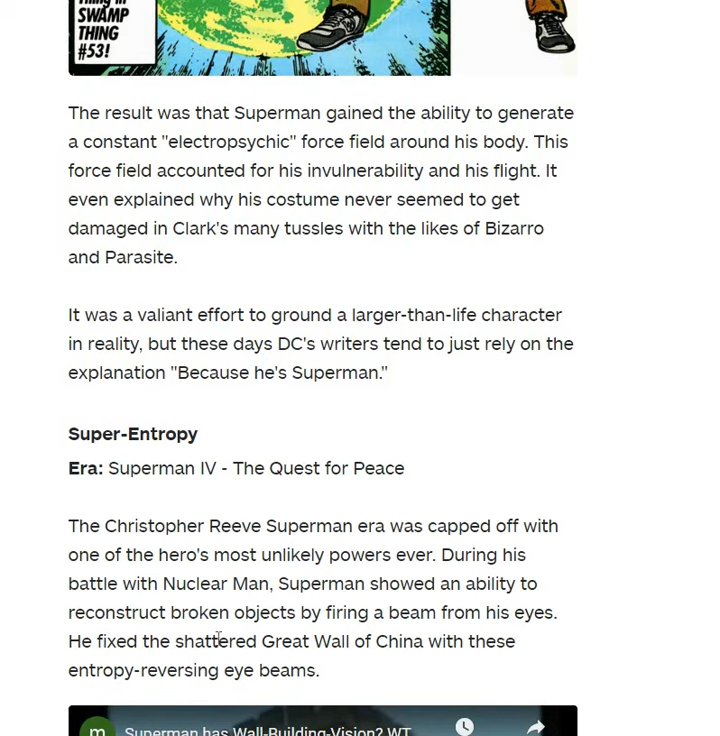 Thing in
SWAMP
THING
#53!
The result was that Superman gained the ability to generate
a constant "electropsychic" force field around his body. This
force field accounted for his invulnerability and his flight. It
even explained why his costume never seemed to get
damaged in Clark's many tussles with the likes of Bizarro
and Parasite.
It was a valiant effort to ground a larger-than-life character
in reality, but these days DC's writers tend to just rely on the
explanation "Because he's Superman."
Super-Entropy
Era: Superman IV - The Quest for Peace
The Christopher Reeve Superman era was capped off with
one of the hero's most unlikely powers ever. During his
battle with Nuclear Man, Superman showed an ability to
reconstruct broken objects by firing a beam from his eyes.
He fixed the shattered Great Wall of China with these
entropy-reversing eye beams.
m Superman has Wall-Building-Vision? WT